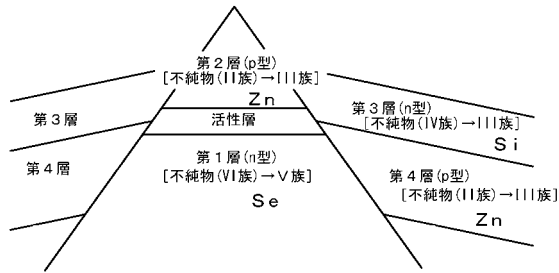 第２層(p型)
[不純物(II族)→III族]
Zn
活性層
第１層(n型)
[不純物(VI族)→Ｖ族]
Ｓｅ
第３層
第４層
第３層(n型)
[不純物(IV族)→III族]
Ｓｉ
第４層(p型)
[不純物(II族)→III族]
Ｚｎ